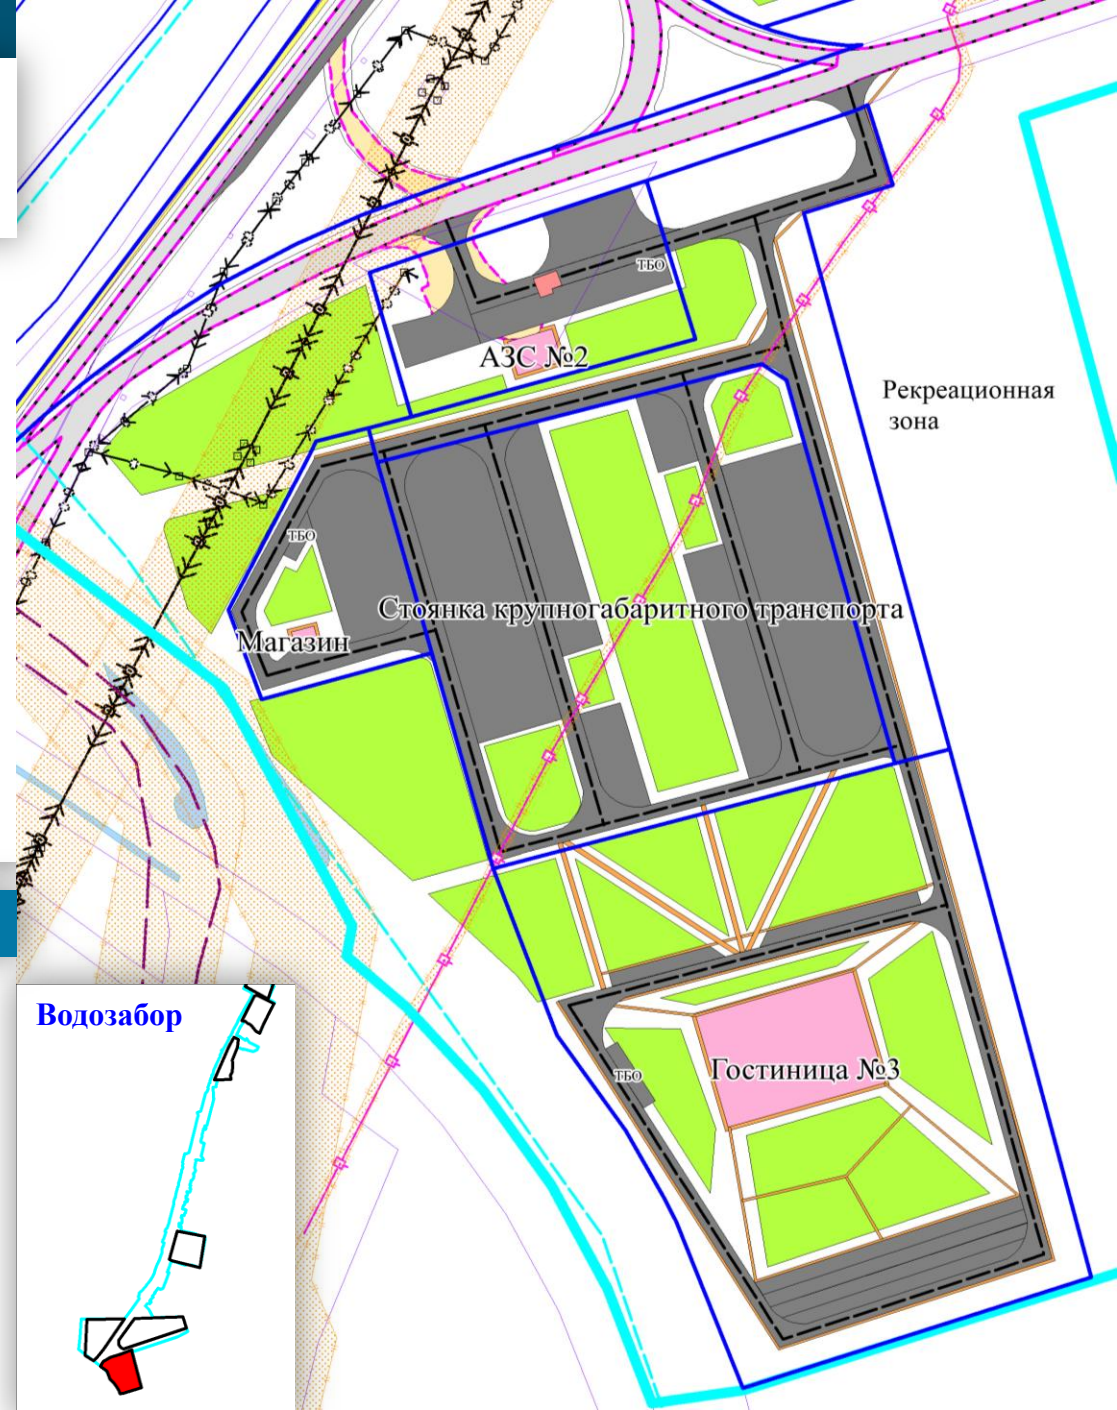 ТБО
АЗС №2
Рекреационная
зона
ТБО
Стоянка крупногабаритного транспорта
Магазин
Водозабор
Гостиница №3
ТБО